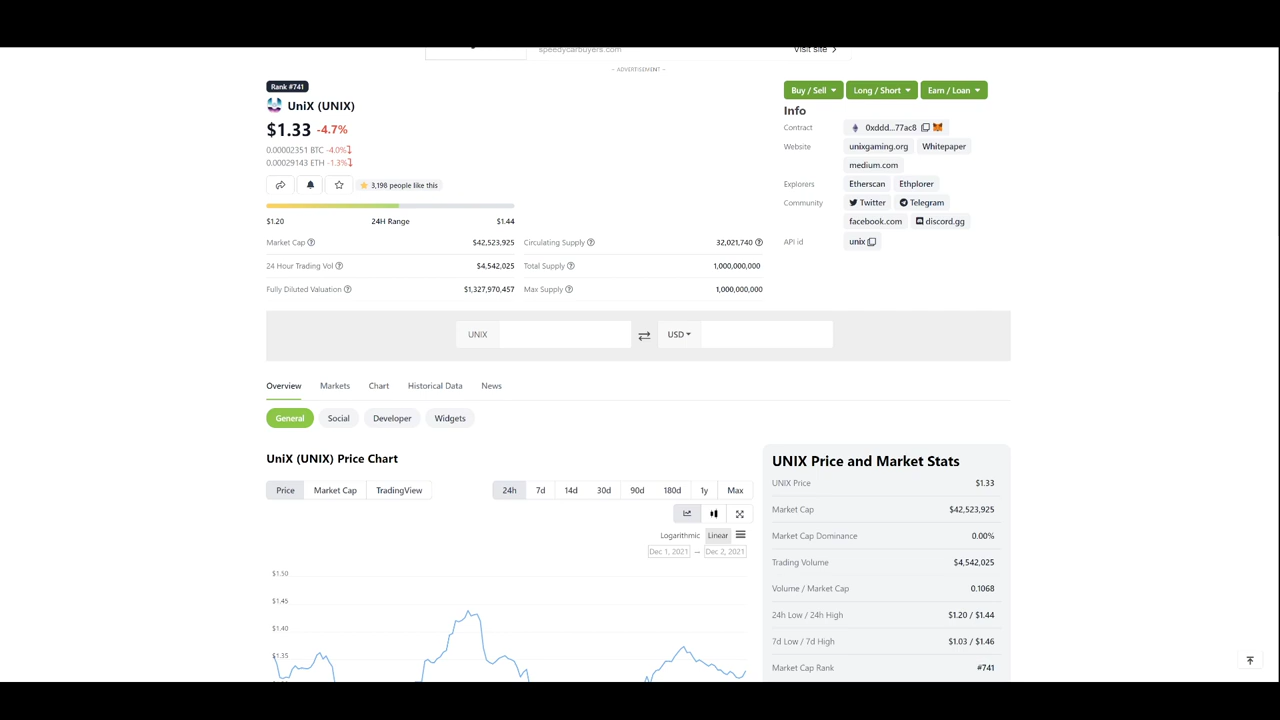 speedycarbuyers.com
Visit site
– ADVERTISEMENT –
Rank #741
UniX (UNIX)
$1.33 -4.7%
0.00002351 BTC -4.0%
0.00029143 ETH -1.3%
3,198 people like this
$1.20 24H Range $1.44
Market Cap $42,523,925
24 Hour Trading Vol $4,542,025
Fully Diluted Valuation $1,327,970,457
Circulating Supply 32,021,740
Total Supply 1,000,000,000
Max Supply 1,000,000,000
Buy / Sell Long / Short Earn / Loan
Info
Contract 0xddd...77ac8
Website unixgaming.org Whitepaper
medium.com
Explorers Etherscan Ethplorer
Community Twitter Telegram
facebook.com discord.gg
API id unix
UNIX USD
Overview Markets Chart Historical Data News
General Social Developer Widgets
UniX (UNIX) Price Chart
Price Market Cap TradingView
24h 7d 14d 30d 90d 180d 1y Max
Logarithmic Linear
Dec 1, 2021 → Dec 2, 2021
$1.50
$1.45
$1.40
$1.35
UNIX Price and Market Stats
UNIX Price $1.33
Market Cap $42,523,925
Market Cap Dominance 0.00%
Trading Volume $4,542,025
Volume / Market Cap 0.1068
24h Low / 24h High $1.20 / $1.44
7d Low / 7d High $1.03 / $1.46
Market Cap Rank #741